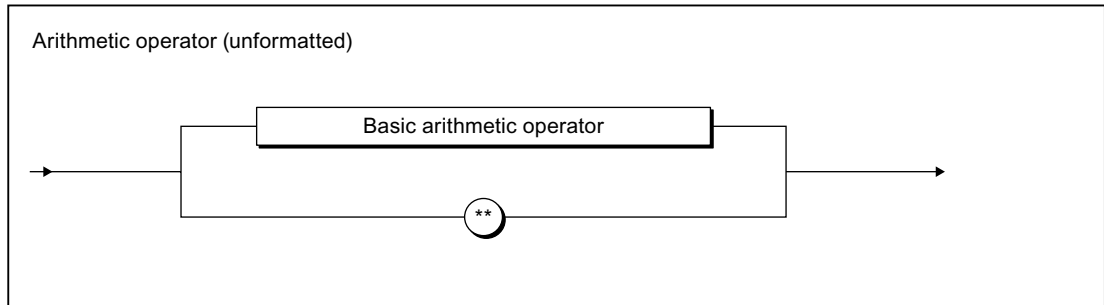 Arithmetic operator (unformatted)
Basic arithmetic operator
**